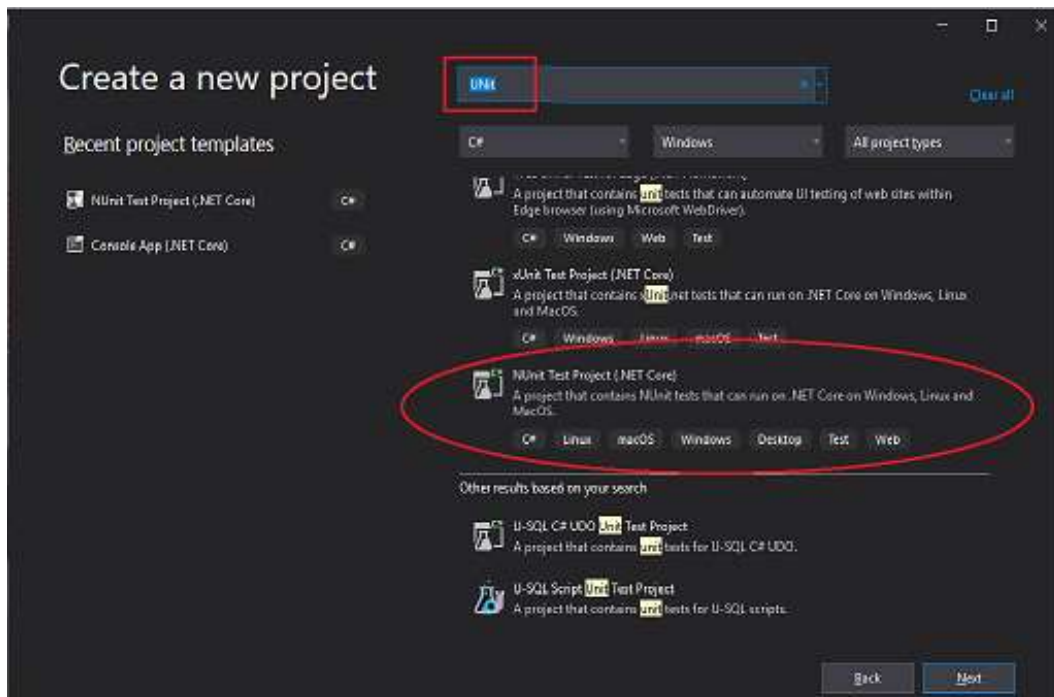 Create a new project
UNit
Clear all
Recent project templates
C#
Windows
All project types
NUnit Test Project (.NET Core)
C#
Console App (.NET Core)
C#
A project that contains unit tests that can automate UI testing of web sites within
Edge browser (using Microsoft WebDriver).
C# Windows Web Test
xUnit Test Project (.NET Core)
A project that contains xUnit.net tests that can run on .NET Core on Windows, Linux
and MacOS.
C# Windows Linux macOS Test
NUnit Test Project (.NET Core)
A project that contains NUnit tests that can run on .NET Core on Windows, Linux and
MacOS.
C# Linux macOS Windows Desktop Test Web
Other results based on your search
U-SQL C# UDO Unit Test Project
A project that contains unit tests for U-SQL C# UDO.
U-SQL Script Unit Test Project
A project that contains unit tests for U-SQL scripts.
Back
Next